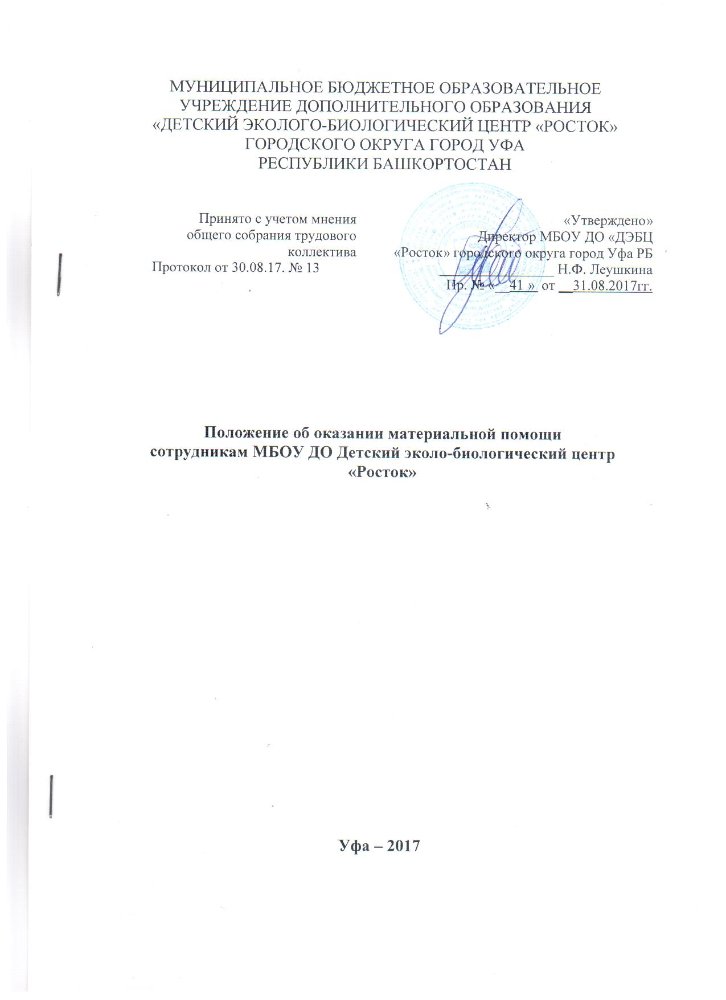 МУНИЦИПАЛЬНОЕ БЮДЖЕТНОЕ ОБРАЗОВАТЕЛЬНОЕ
УЧРЕЖДЕНИЕ ДОПОЛНИТЕЛЬНОГО ОБРАЗОВАНИЯ
«ДЕТСКИЙ ЭКОЛОГО-БИОЛОГИЧЕСКИЙ ЦЕНТР «РОСТОК»
ГОРОДСКОГО ОКРУГА ГОРОД УФА
РЕСПУБЛИКИ БАШКОРТОСТАН
Принято с учетом мнения
общего собрания трудового
коллектива
Протокол от 30.08.17. № 13
«Утверждено»
Директор МБОУ ДО «ДЭБЦ
«Росток» городского округа город Уфа РБ
________________ Н.Ф. Леушкина
Пр. № «__41 »_ от __31.08.2017гг.
Положение об оказании материальной помощи
сотрудникам МБОУ ДО Детский эколо-биологический центр
«Росток»
Уфа – 2017